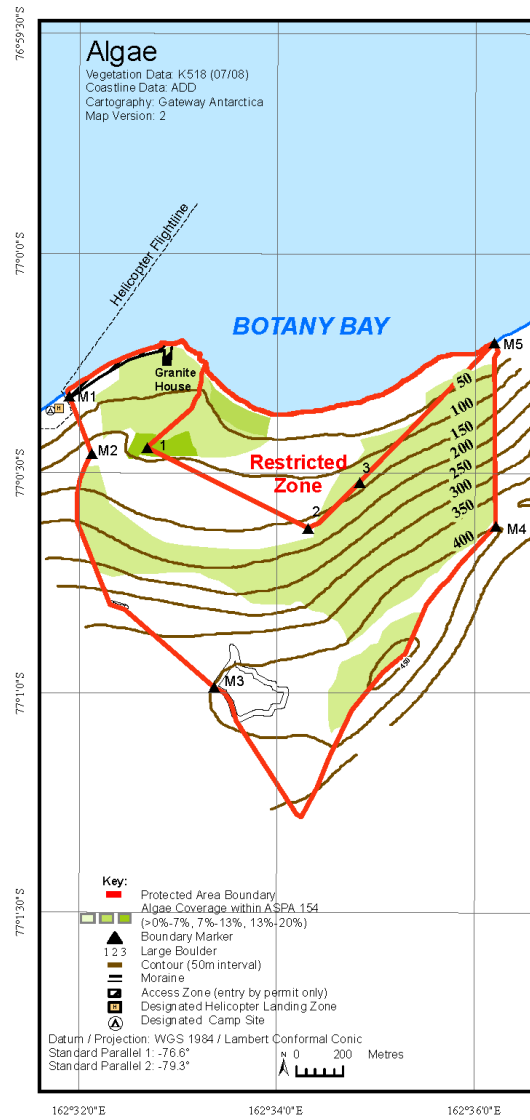 76°59'30"S
Algae
Vegetation Data: K518 (07/08)
Coastline Data: ADD
Cartography: Gateway Antarctica
Map Version: 2
77°0'0"S
Helicopter Flightline
BOTANY BAY
M5
Granite
House
50
M1
H
100
150
1
M2
200
Restricted
Zone
3
250
77°0'30"S
300
2
350
M4
400
450
M3
77°1'0"S
Key:
Protected Area Boundary
Algae Coverage within ASPA 154
(>0%-7%, 7%-13%, 13%-20%)
77°1'30"S
Boundary Marker
1 2 3 Large Boulder
Contour (50m interval)
Moraine
Access Zone (entry by permit only)
H Designated Helicopter Landing Zone
Designated Camp Site
Datum / Projection: WGS 1984 / Lambert Conformal Conic
Standard Parallel 1: -76.6°
Standard Parallel 2: -79.3°
N
0 200 Metres
162°32'0"E 162°34'0"E 162°36'0"E